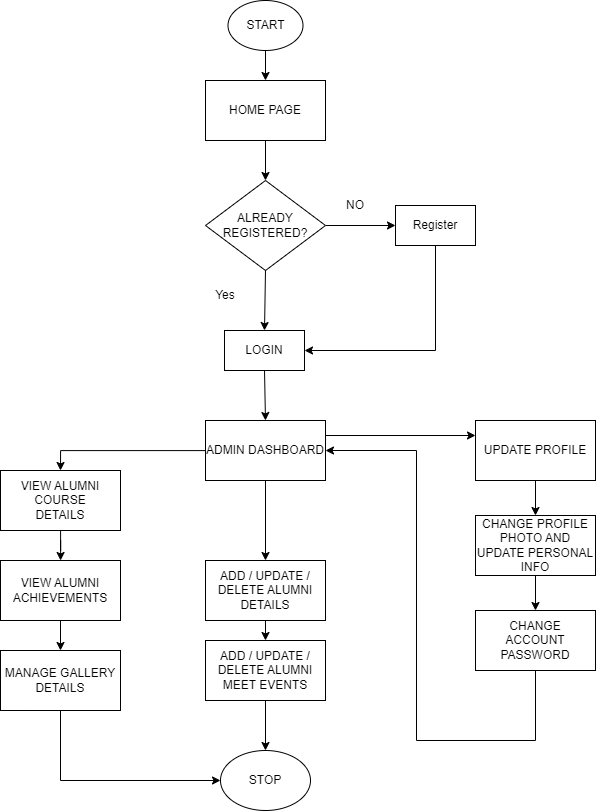 START
HOME PAGE
ALREADY
REGISTERED?
NO
Register
Yes
LOGIN
ADMIN DASHBOARD
UPDATE PROFILE
VIEW ALUMNI
COURSE
DETAILS
CHANGE PROFILE
PHOTO AND
UPDATE PERSONAL
INFO
VIEW ALUMNI
ACHIEVEMENTS
ADD / UPDATE /
DELETE ALUMNI
DETAILS
CHANGE
ACCOUNT
PASSWORD
MANAGE GALLERY
DETAILS
ADD / UPDATE /
DELETE ALUMNI
MEET EVENTS
STOP